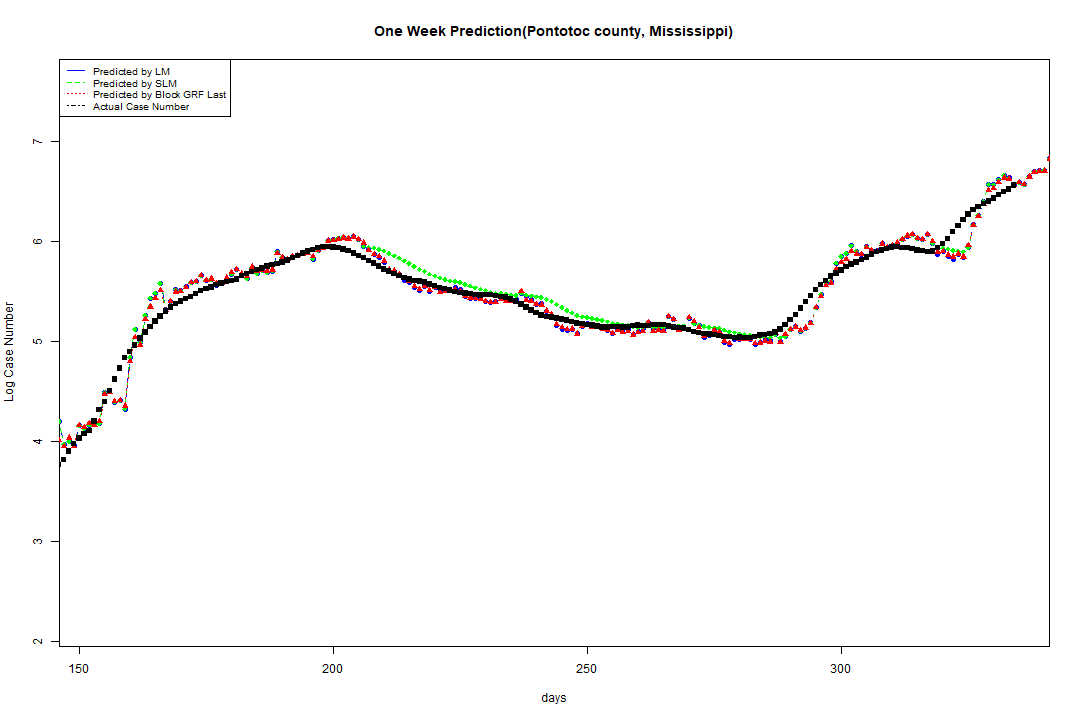 One Week Prediction(Pontotoc county, Mississippi)
Predicted by LM
Predicted by SLM
Predicted by Block GRF Last
Actual Case Number
7
6
5
4
3
2
Log Case Number
150 200 250 300
days